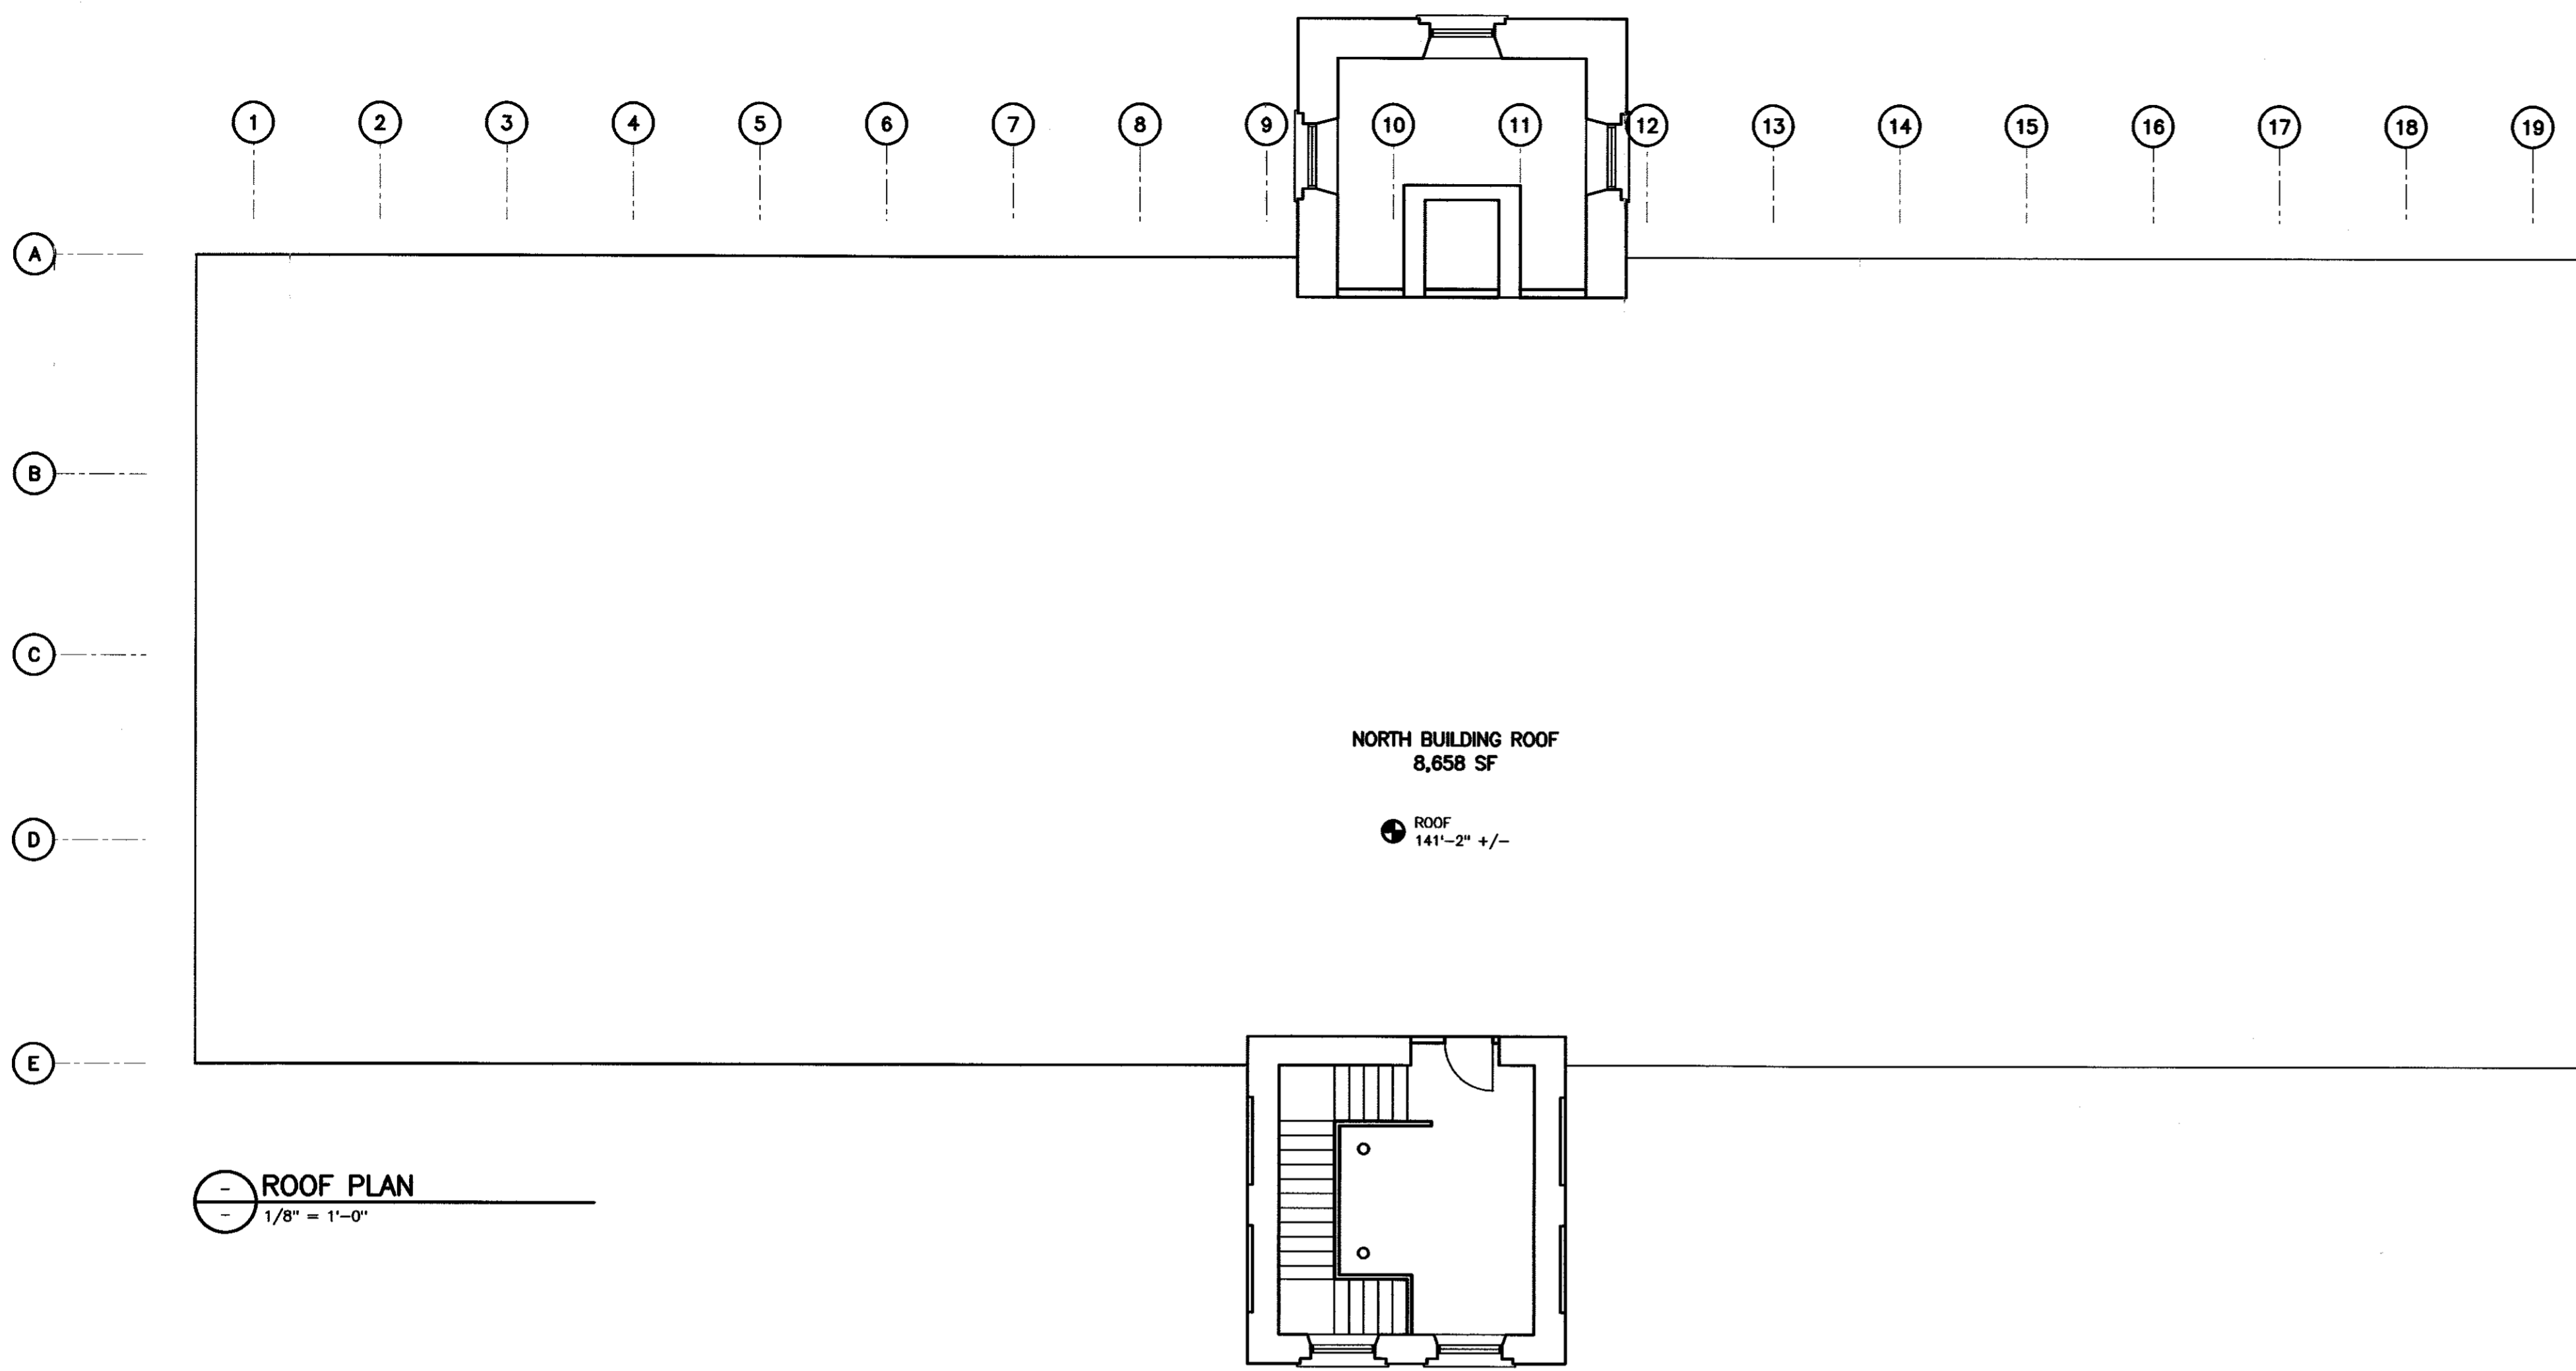 1 2 3 4 5 6 7 8 9 10 11 12 13 14 15 16 17 18 19
A
B
C
NORTH BUILDING ROOF
8,658 SF
ROOF
141'-2" +/-
D
E
ROOF PLAN
1/8" = 1'-0"